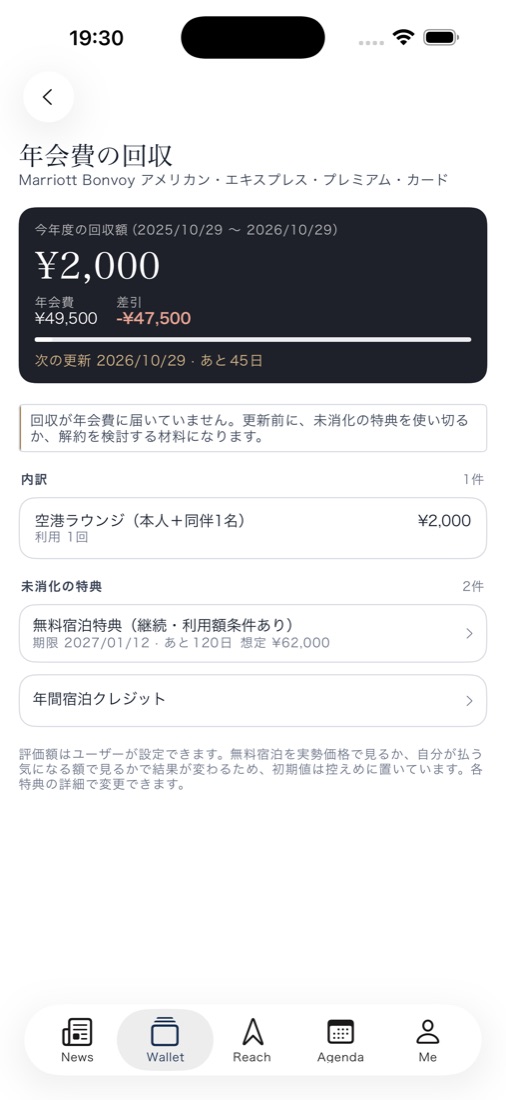 19:30
年会費の回収
Marriott Bonvoy アメリカン・エキスプレス・プレミアム・カード
今年度の回収額 (2025/10/29 〜 2026/10/29)
¥2,000
年会費 差引
¥49,500 -¥47,500
次の更新 2026/10/29 · あと45日
回収が年会費に届いていません。更新前に、未消化の特典を使い切る
か、解約を検討する材料になります。
内訳 1件
空港ラウンジ（本人＋同伴1名） ¥2,000
利用 1回
未消化の特典 2件
無料宿泊特典（継続・利用額条件あり）
期限 2027/01/12 · あと120日 想定 ¥62,000
年間宿泊クレジット
評価額はユーザーが設定できます。無料宿泊を実勢価格で見るか、自分が払う
気になる額で見るかで結果が変わるため、初期値は控えめに置いています。各
特典の詳細で変更できます。
News Wallet Reach Agenda Me